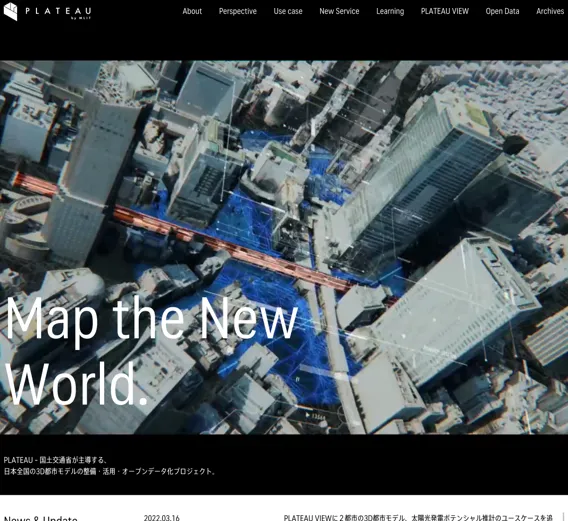 PLATEAU
by MLIT
About Perspective Use case New Service Learning PLATEAU VIEW Open Data Archives
Map the New
World.
PLATEAU - 国土交通省が主導する、
日本全国の3D都市モデルの整備・活用・オープンデータ化プロジェクト。
News & Update 2022.03.16 PLATEAU VIEWに2都市の3D都市モデル、太陽光発電ポテンシャル推計のユースケースを追